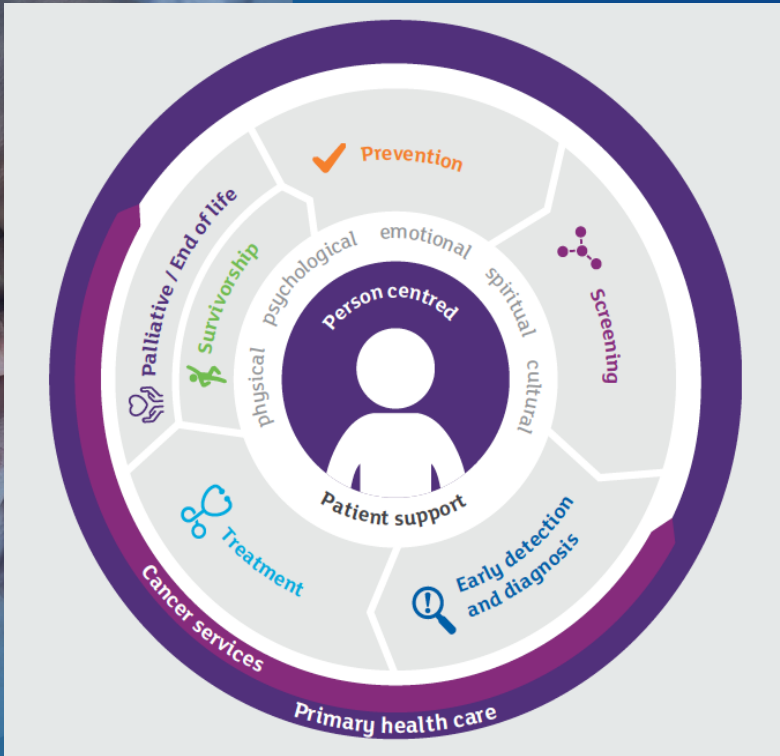 Prevention
Screening
Early detection
and diagnosis
Treatment
Survivorship
Palliative / End of life
physical psychological emotional spiritual cultural
Person centred
Patient support
Cancer services
Primary health care